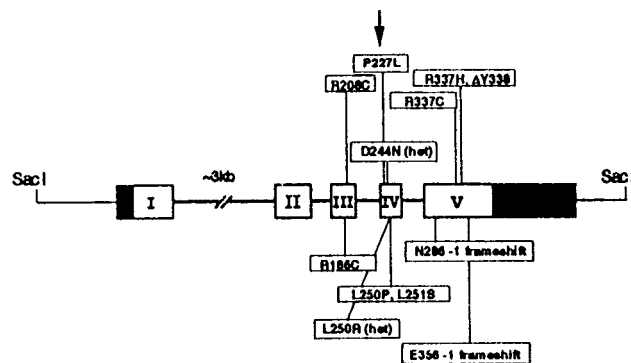 P227L
R208C
R337H, ΔY338
R337C
D244N (het)
SacI
~3kb
Sac
I
II
III
IV
V
N286 -1 frameshift
R186C
L250P, L251S
L250R (het)
E356 -1 frameshift